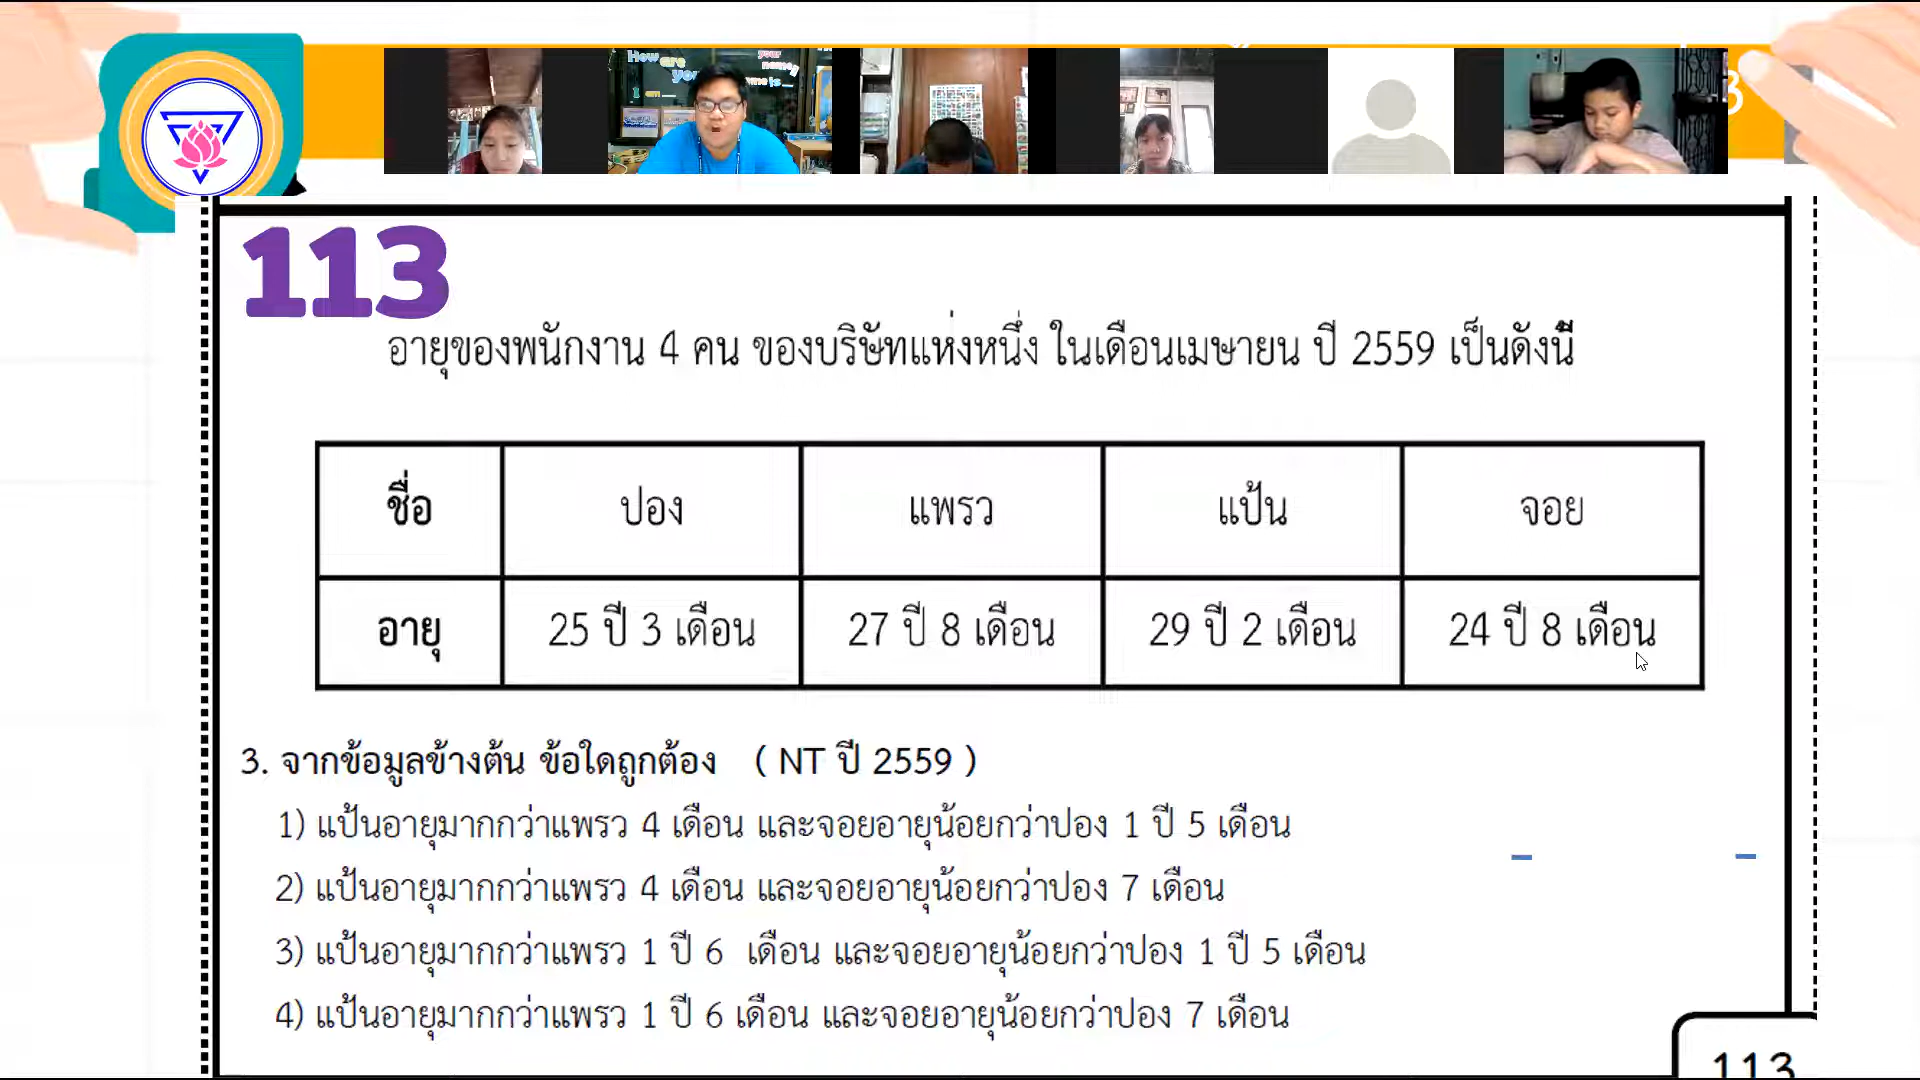 How are you
your name
I am
name is
3
113
อายุของพนักงาน 4 คน ของบริษัทแห่งหนึ่ง ในเดือนเมษายน ปี 2559 เป็นดังนี้
ชื่อ ปอง แพรว แป้น จอย
อายุ 25 ปี 3 เดือน 27 ปี 8 เดือน 29 ปี 2 เดือน 24 ปี 8 เดือน
3. จากข้อมูลข้างต้น ข้อใดถูกต้อง ( NT ปี 2559 )
1) แป้นอายุมากกว่าแพรว 4 เดือน และจอยอายุน้อยกว่าปอง 1 ปี 5 เดือน
2) แป้นอายุมากกว่าแพรว 4 เดือน และจอยอายุน้อยกว่าปอง 7 เดือน
3) แป้นอายุมากกว่าแพรว 1 ปี 6 เดือน และจอยอายุน้อยกว่าปอง 1 ปี 5 เดือน
4) แป้นอายุมากกว่าแพรว 1 ปี 6 เดือน และจอยอายุน้อยกว่าปอง 7 เดือน
113